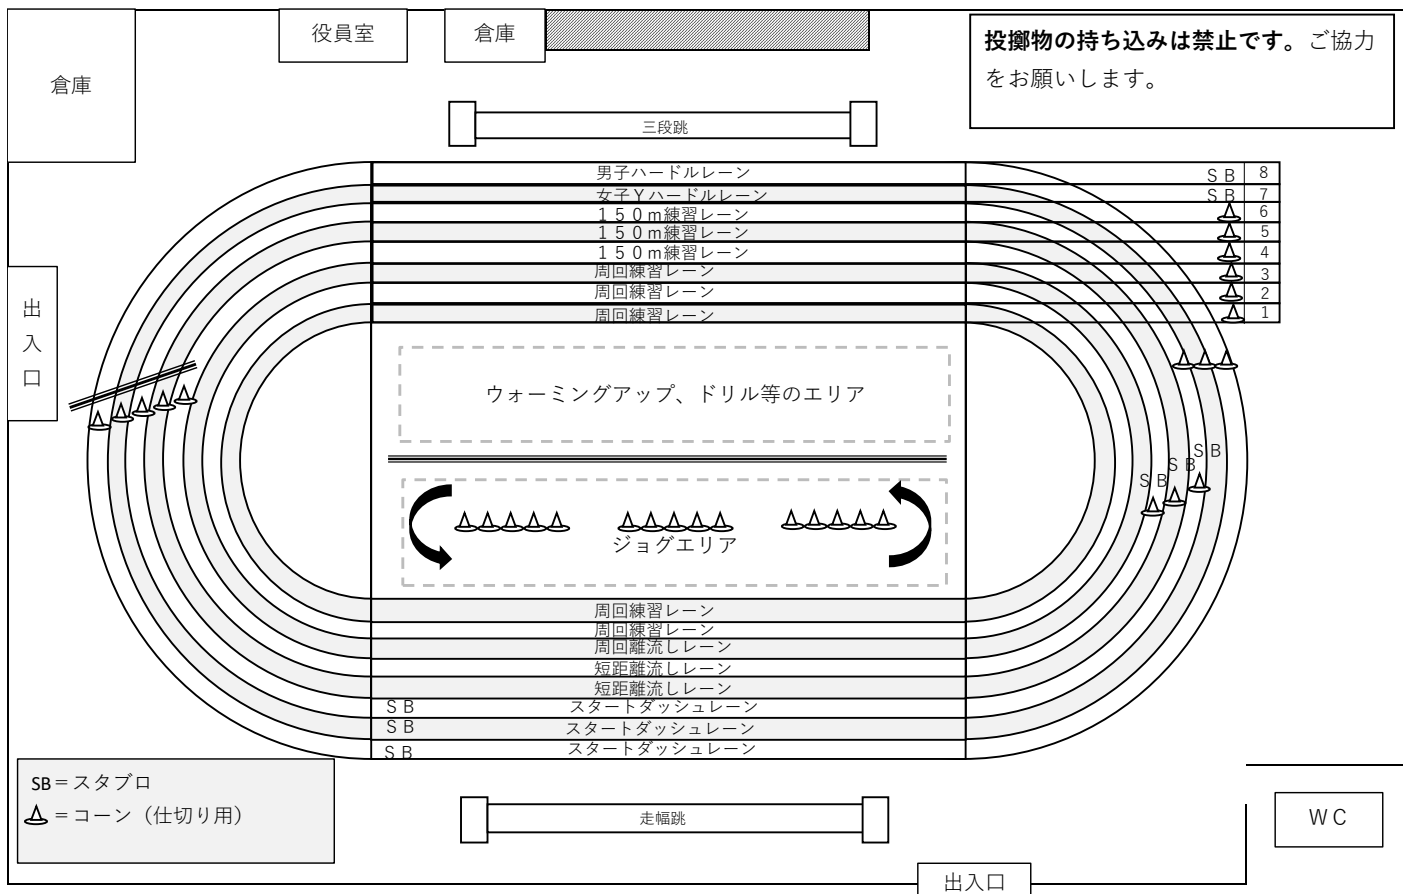 役員室
倉庫
投擲物の持ち込みは禁止です。ご協力
をお願いします。
倉庫
三段跳
男子ハードルレーン
ＳＢ
8
女子Ｙハードルレーン
ＳＢ
7
１５０ｍ練習レーン
6
１５０ｍ練習レーン
5
１５０ｍ練習レーン
4
周回練習レーン
3
周回練習レーン
2
周回練習レーン
1
出入口
ウォーミングアップ、ドリル等のエリア
ＳＢ
ＳＢ
ＳＢ
ジョグエリア
周回練習レーン
周回練習レーン
周回離流しレーン
短距離流しレーン
短距離流しレーン
ＳＢ
スタートダッシュレーン
ＳＢ
スタートダッシュレーン
ＳＢ
スタートダッシュレーン
SB＝スタブロ
＝コーン（仕切り用）
走幅跳
ＷＣ
出入口